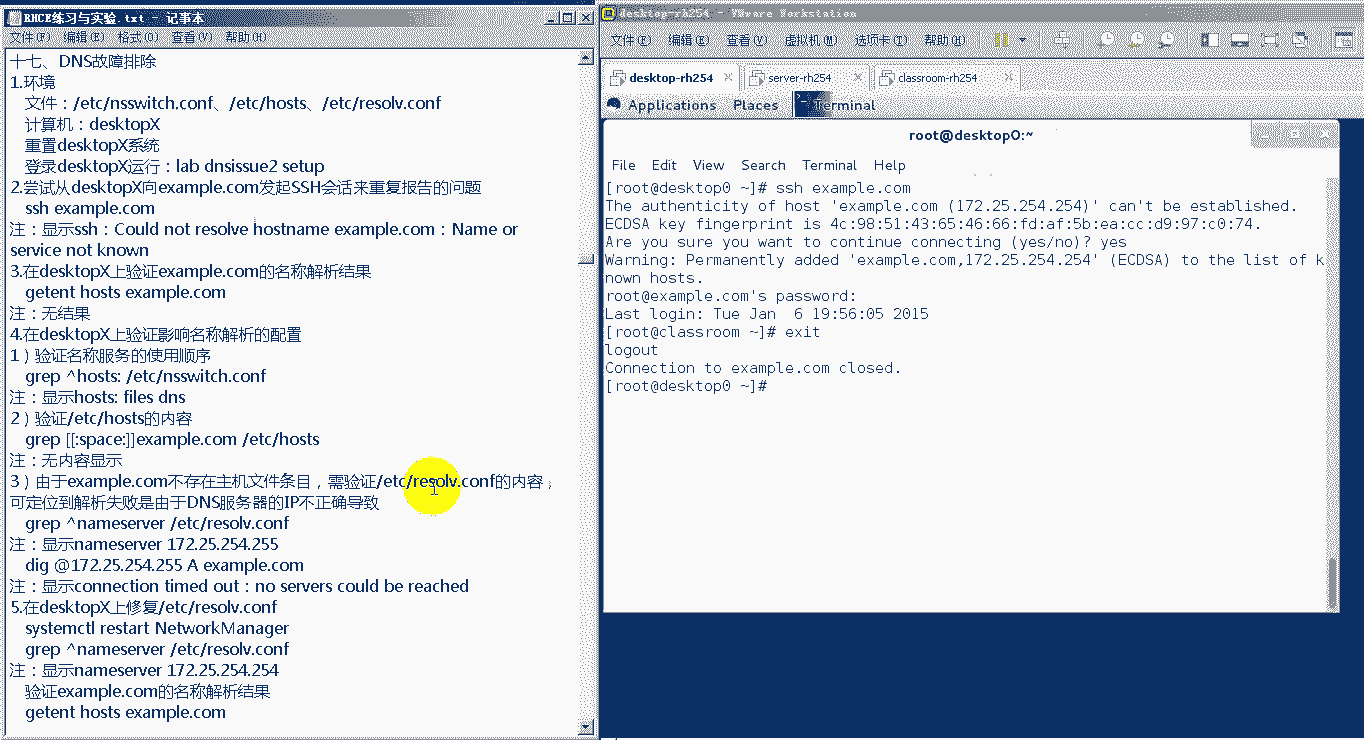 RHCE练习与实验.txt - 记事本
文件(F) 编辑(E) 格式(O) 查看(V) 帮助(H)
十七、DNS故障排除
1.环境
文件：/etc/nsswitch.conf、/etc/hosts、/etc/resolv.conf
计算机：desktopX
重置desktopX系统
登录desktopX运行：lab dnsissue2 setup
2.尝试从desktopX向example.com发起SSH会话来重复报告的问题
ssh example.com
注：显示ssh：Could not resolve hostname example.com：Name or
service not known
3.在desktopX上验证example.com的名称解析结果
getent hosts example.com
注：无结果
4.在desktopX上验证影响名称解析的配置
1）验证名称服务的使用顺序
grep ^hosts: /etc/nsswitch.conf
注：显示hosts: files dns
2）验证/etc/hosts的内容
grep [[:space:]]example.com /etc/hosts
注：无内容显示
3）由于example.com不存在主机文件条目，需验证/etc/resolv.conf的内容，
可定位到解析失败是由于DNS服务器的IP不正确导致
grep ^nameserver /etc/resolv.conf
注：显示nameserver 172.25.254.255
dig @172.25.254.255 A example.com
注：显示connection timed out：no servers could be reached
5.在desktopX上修复/etc/resolv.conf
systemctl restart NetworkManager
grep ^nameserver /etc/resolv.conf
注：显示nameserver 172.25.254.254
验证example.com的名称解析结果
getent hosts example.com
desktop-rh254 - VMware Workstation
文件(F) 编辑(E) 查看(V) 虚拟机(M) 选项卡(T) 帮助(H)
desktop-rh254 server-rh254 classroom-rh254
Applications Places Terminal
root@desktop0:~
File Edit View Search Terminal Help
[root@desktop0 ~]# ssh example.com
The authenticity of host 'example.com (172.25.254.254)' can't be established.
ECDSA key fingerprint is 4c:98:51:43:65:46:66:fd:af:5b:ea:cc:d9:97:c0:74.
Are you sure you want to continue connecting (yes/no)? yes
Warning: Permanently added 'example.com,172.25.254.254' (ECDSA) to the list of k
nown hosts.
root@example.com's password:
Last login: Tue Jan  6 19:56:05 2015
[root@classroom ~]# exit
logout
Connection to example.com closed.
[root@desktop0 ~]#